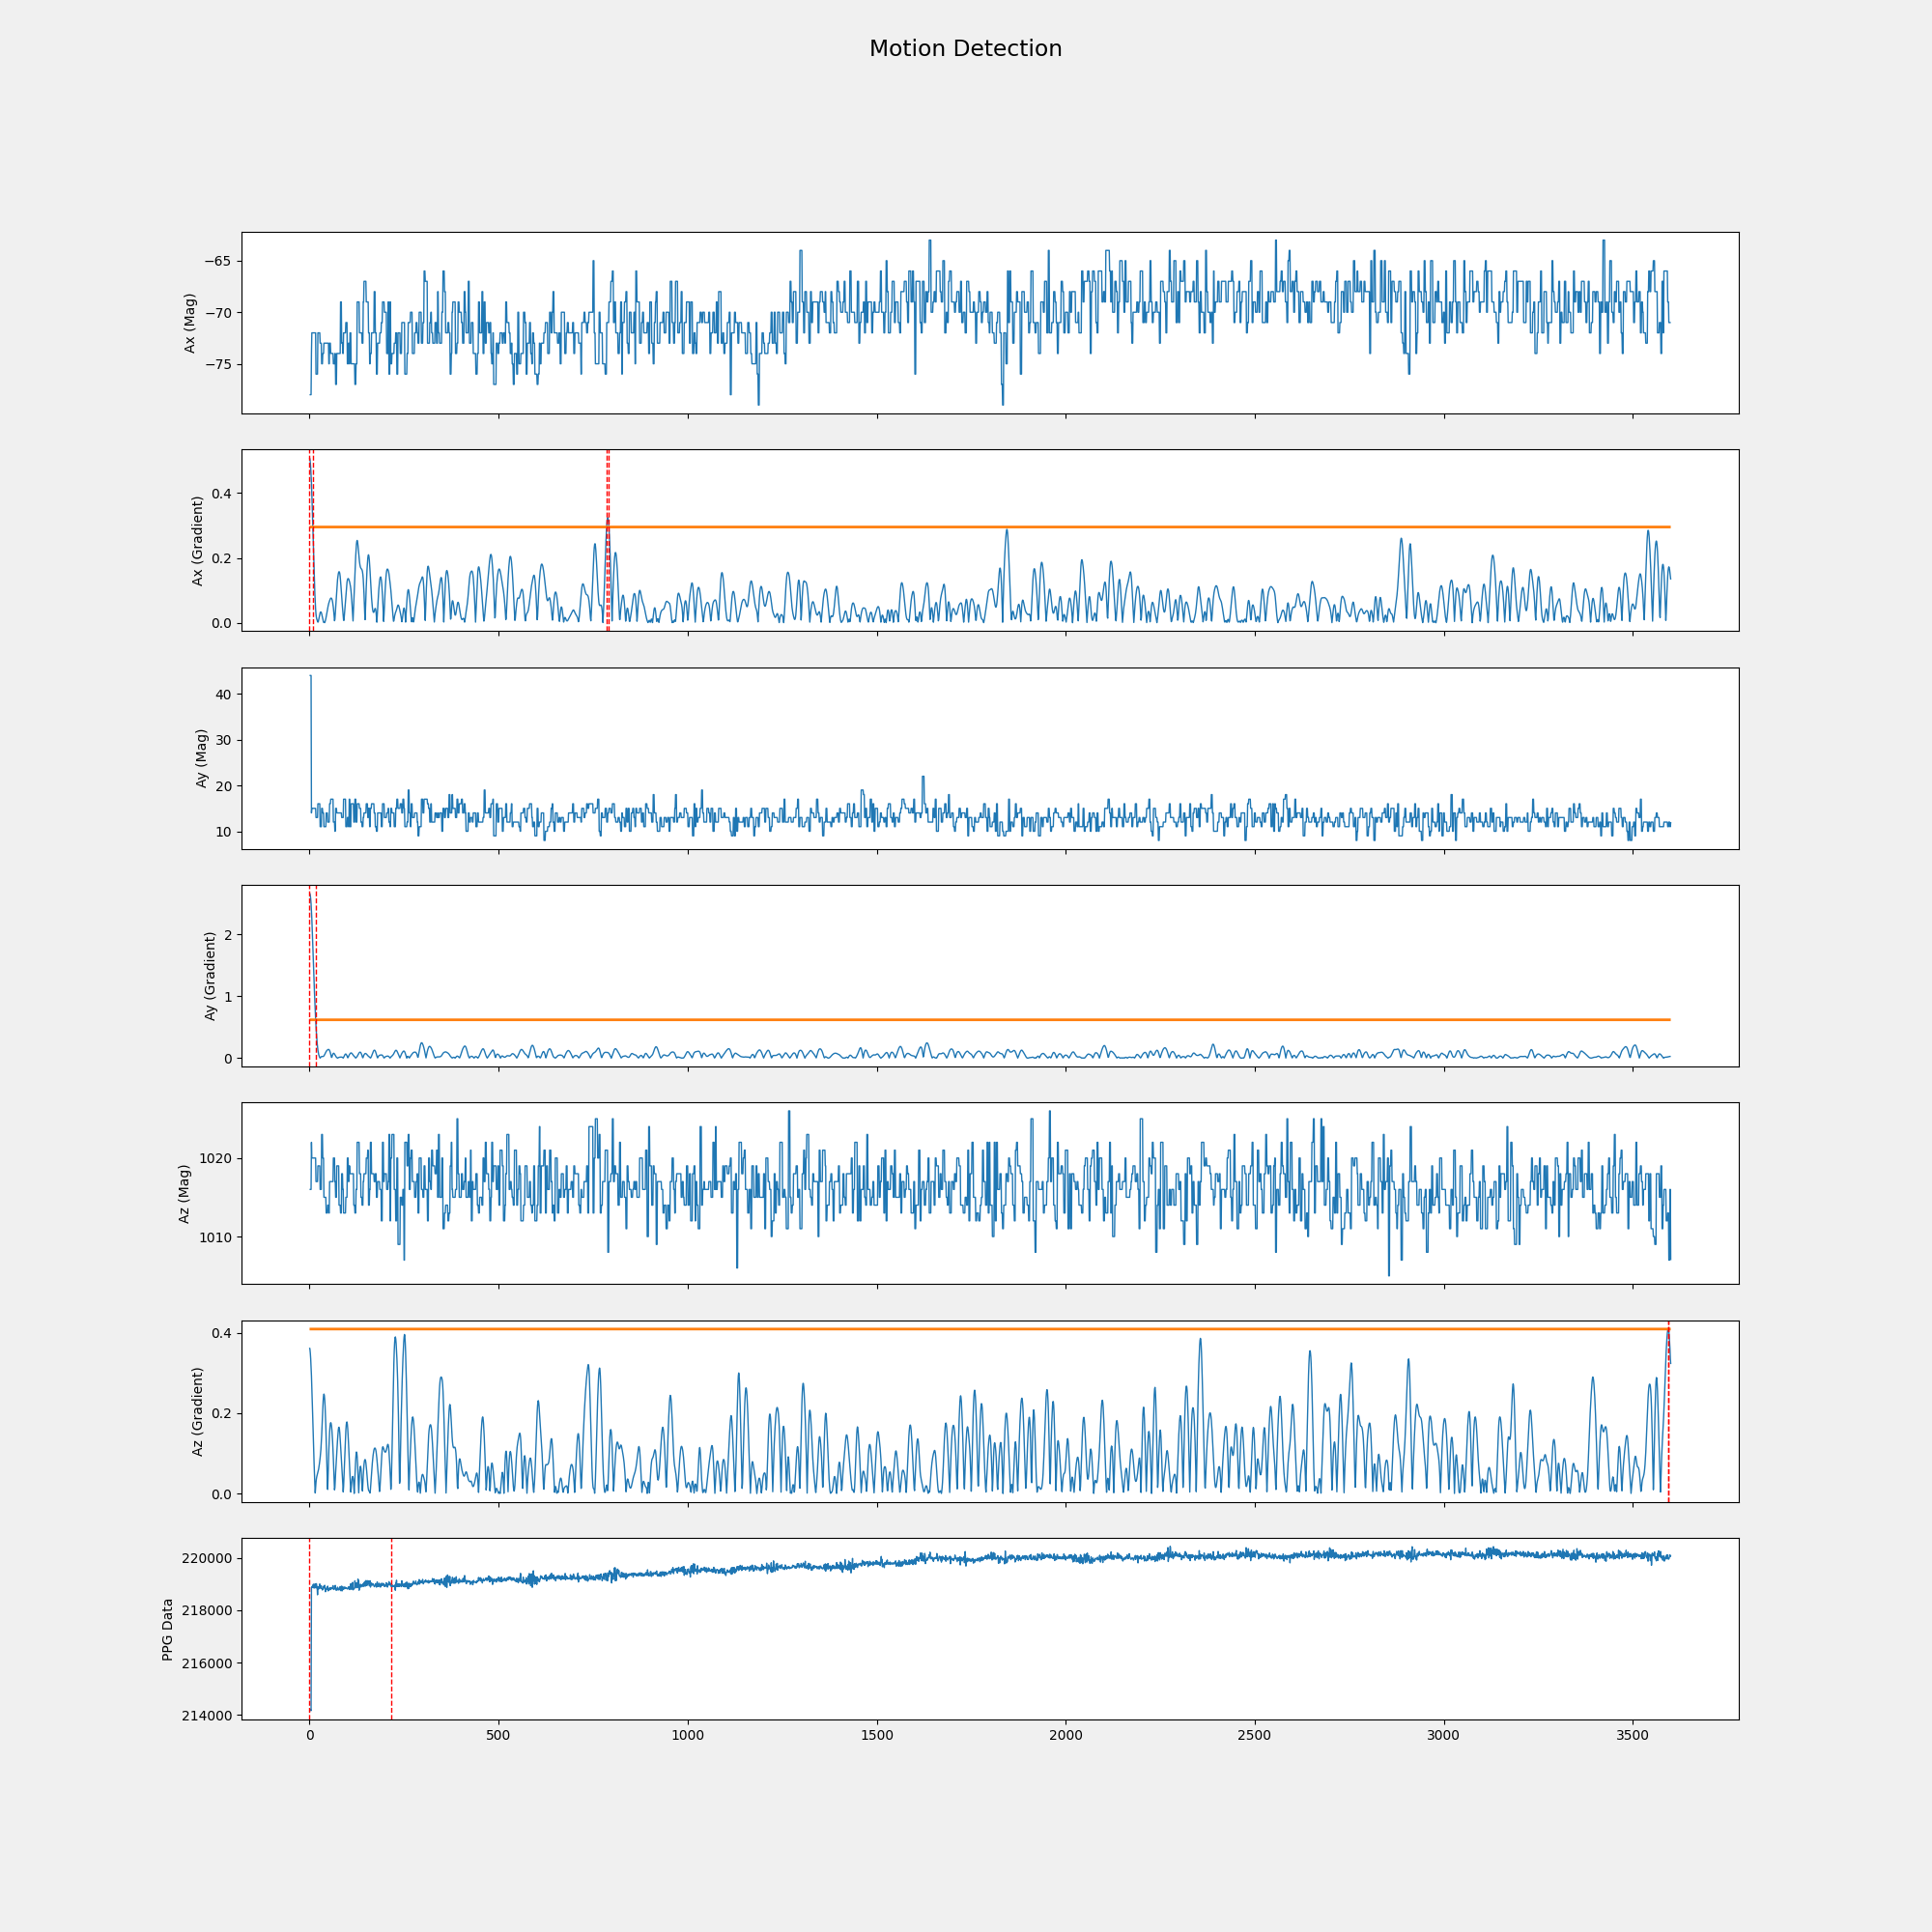 Motion Detection
Ax (Mag)
−65
−70
−75
Ax (Gradient)
0.4
0.2
0.0
Ay (Mag)
40
30
20
10
Ay (Gradient)
2
1
0
Az (Mag)
1020
1010
Az (Gradient)
0.4
0.2
0.0
PPG Data
220000
218000
216000
214000
0 500 1000 1500 2000 2500 3000 3500